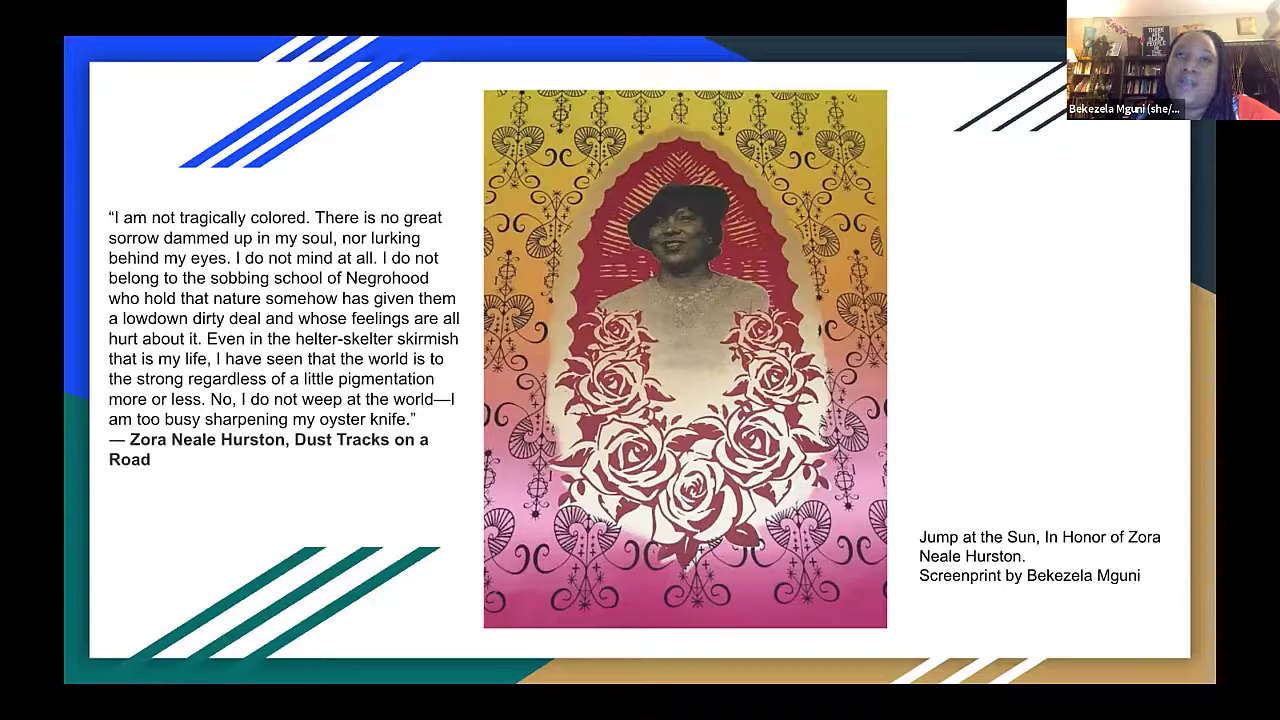 “I am not tragically colored. There is no great
sorrow dammed up in my soul, nor lurking
behind my eyes. I do not mind at all. I do not
belong to the sobbing school of Negrohood
who hold that nature somehow has given them
a lowdown dirty deal and whose feelings are all
hurt about it. Even in the helter-skelter skirmish
that is my life, I have seen that the world is to
the strong regardless of a little pigmentation
more or less. No, I do not weep at the world—I
am too busy sharpening my oyster knife.”
— Zora Neale Hurston, Dust Tracks on a
Road
Jump at the Sun, In Honor of Zora
Neale Hurston.
Screenprint by Bekezela Mguni
THERE
ARE
BLACK
PEOPLE
IN THE
Bekezela Mguni (she/...